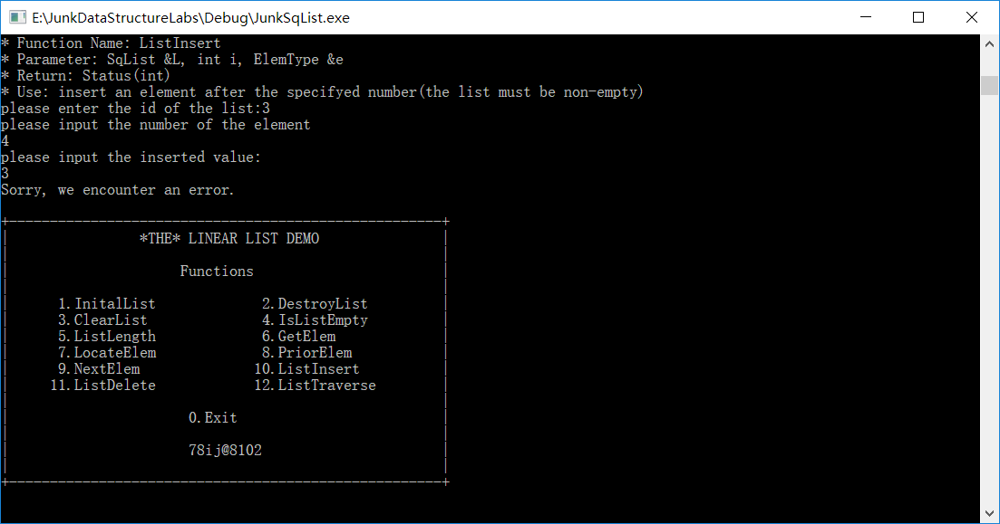 E:\JunkDataStructureLabs\Debug\JunkSqList.exe
* Function Name: ListInsert
* Parameter: SqList &L, int i, ElemType &e
* Return: Status(int)
* Use: insert an element after the specifyed number(the list must be non-empty)
please enter the id of the list:3
please input the number of the element
4
please input the inserted value:
3
Sorry, we encounter an error.
*THE* LINEAR LIST DEMO
Functions
1.InitalList 2.DestroyList
3.ClearList 4.IsListEmpty
5.ListLength 6.GetElem
7.LocateElem 8.PriorElem
9.NextElem 10.ListInsert
11.ListDelete 12.ListTraverse
0.Exit
78ij@8102